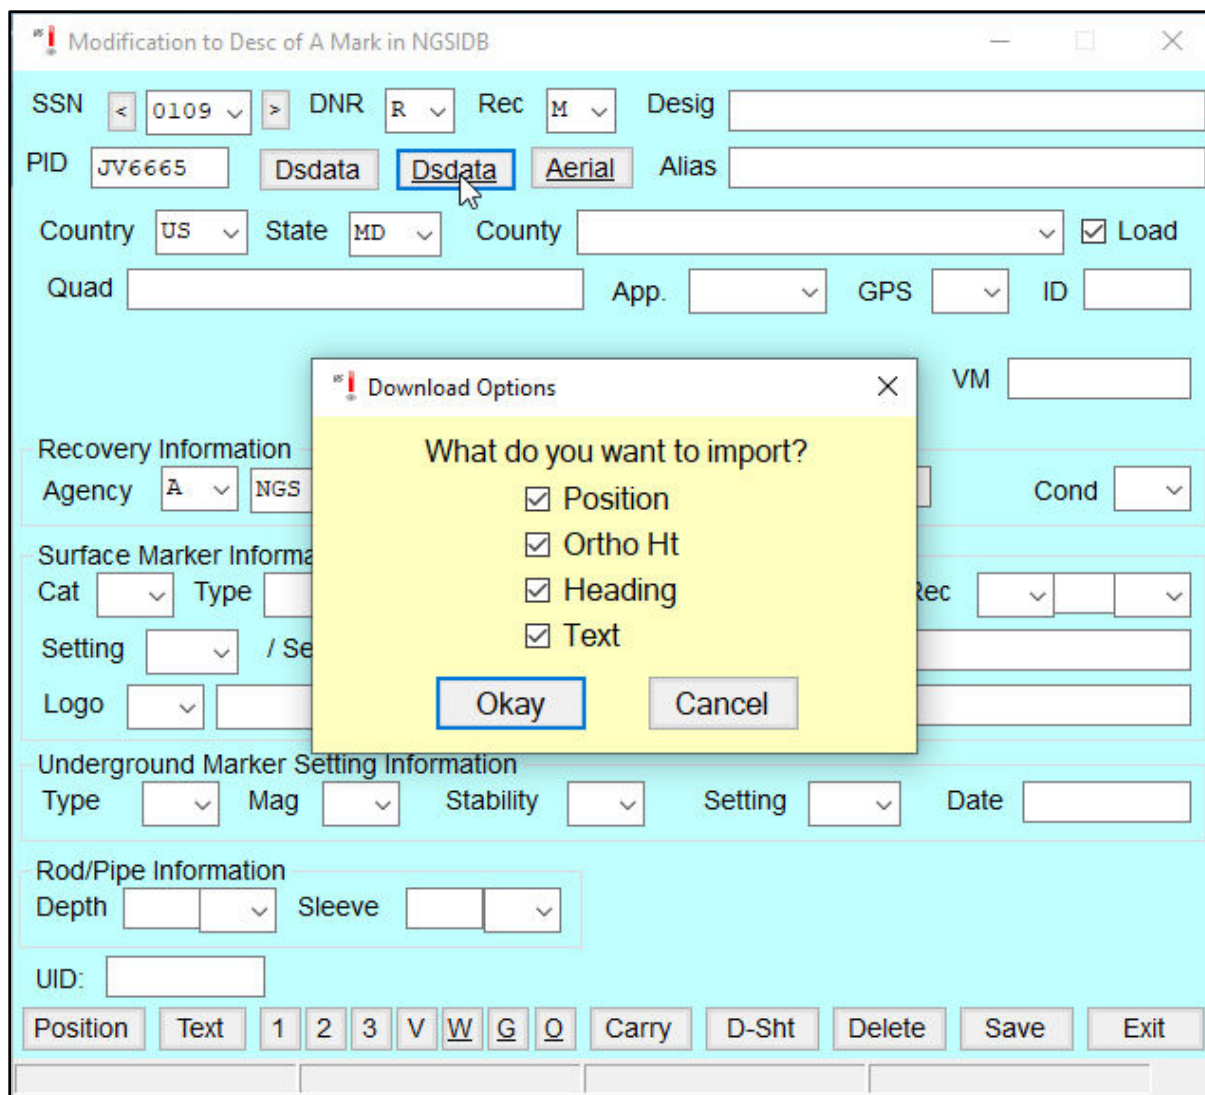 Modification to Desc of A Mark in NGSIDB
SSN < 0109 > DNR R Rec M Desig
PID JV6665 Dsdata Dsdata Aerial Alias
Country US State MD County Load
Quad App. GPS ID
VM
Download Options
What do you want to import?
Position
Ortho Ht
Heading
Text
Okay Cancel
Recovery Information
Agency A NGS Cond
Surface Marker Informa
Cat Type Rec
Setting / Se
Logo
Underground Marker Setting Information
Type Mag Stability Setting Date
Rod/Pipe Information
Depth Sleeve
UID:
Position Text 1 2 3 V W G O Carry D-Sht Delete Save Exit